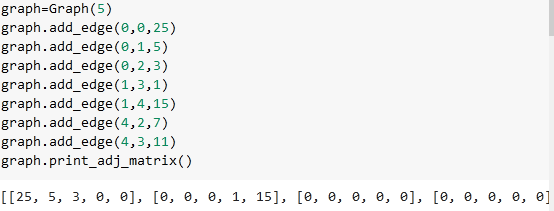 graph=Graph(5)
graph.add_edge(0,0,25)
graph.add_edge(0,1,5)
graph.add_edge(0,2,3)
graph.add_edge(1,3,1)
graph.add_edge(1,4,15)
graph.add_edge(4,2,7)
graph.add_edge(4,3,11)
graph.print_adj_matrix()
[[25, 5, 3, 0, 0], [0, 0, 0, 1, 15], [0, 0, 0, 0, 0], [0, 0, 0, 0, 0]